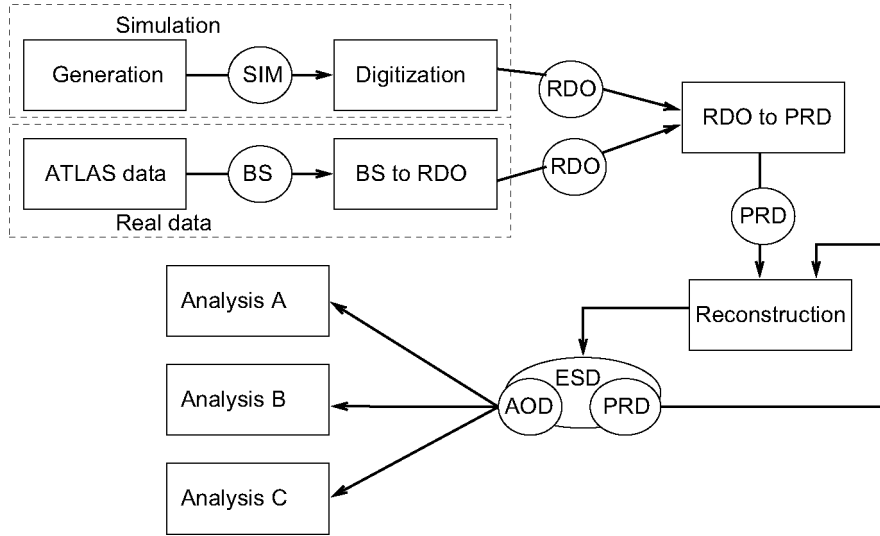 Simulation
Generation
SIM
Digitization
RDO
RDO to PRD
ATLAS data
BS
BS to RDO
RDO
Real data
PRD
Analysis A
Reconstruction
ESD
Analysis B
AOD
PRD
Analysis C